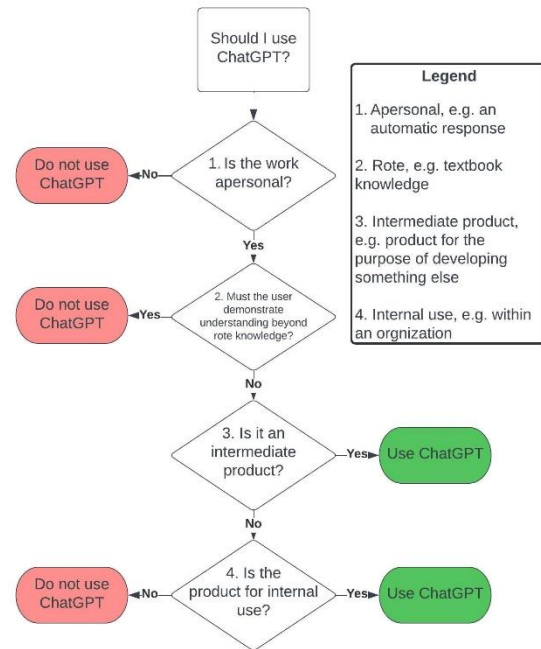 Should I use
ChatGPT?
Legend
1. Apersonal, e.g. an
automatic response
2. Rote, e.g. textbook
knowledge
3. Intermediate product,
e.g. product for the
purpose of developing
something else
4. Internal use, e.g. within
an orgnization
1. Is the work
apersonal?
No
Do not use
ChatGPT
Yes
2. Must the user
demonstrate
understanding beyond
rote knowledge?
Yes
Do not use
ChatGPT
No
3. Is it an
intermediate
product?
Yes
Use ChatGPT
No
4. Is the
product for internal
use?
No
Do not use
ChatGPT
Yes
Use ChatGPT